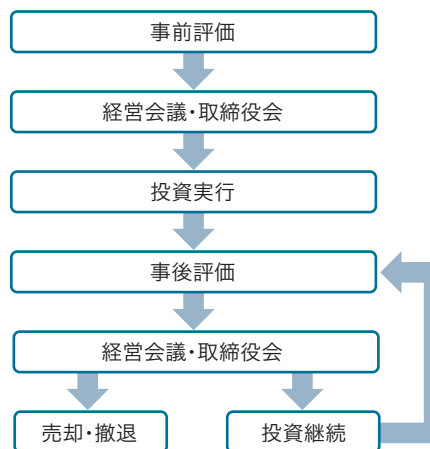 事前評価
経営会議・取締役会
投資実行
事後評価
経営会議・取締役会
売却・撤退
投資継続